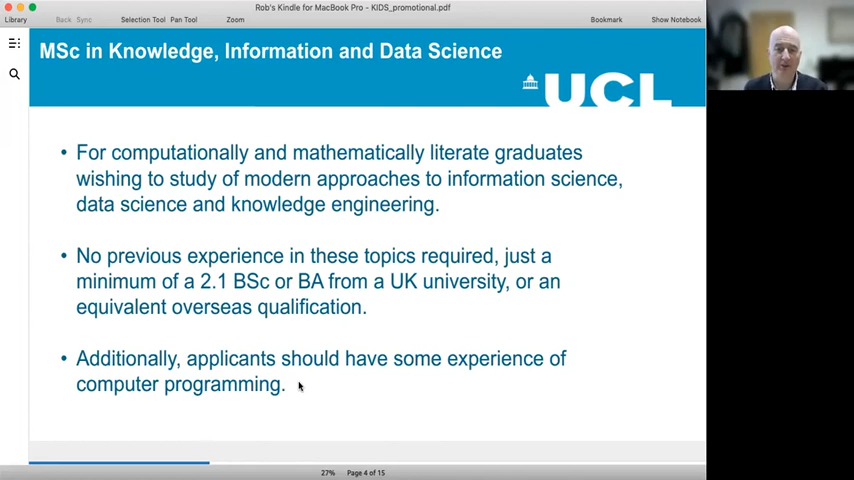 Rob's Kindle for MacBook Pro - KIDS_promotional.pdf
Library Back Sync Selection Tool Pan Tool Zoom Bookmark Show Notebook
MSc in Knowledge, Information and Data Science
UCL
• For computationally and mathematically literate graduates
wishing to study of modern approaches to information science,
data science and knowledge engineering.
• No previous experience in these topics required, just a
minimum of a 2.1 BSc or BA from a UK university, or an
equivalent overseas qualification.
• Additionally, applicants should have some experience of
computer programming.
27% Page 4 of 15